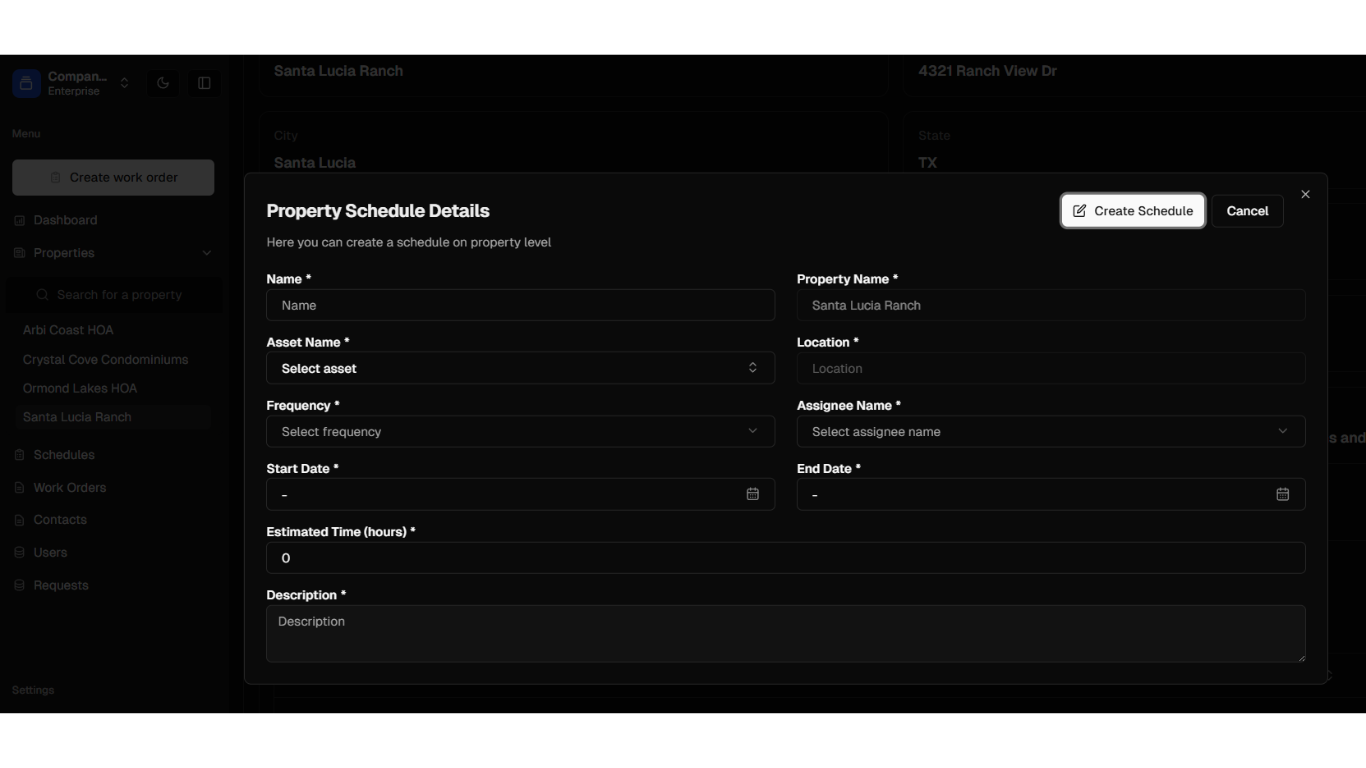 Compan...
Enterprise
Menu
Create work order
Dashboard
Properties
Search for a property
Arbi Coast HOA
Crystal Cove Condominiums
Ormond Lakes HOA
Santa Lucia Ranch
Schedules
Work Orders
Contacts
Users
Requests
Settings
Santa Lucia Ranch
4321 Ranch View Dr
City
Santa Lucia
State
TX
Property Schedule Details
Create Schedule
Cancel
Here you can create a schedule on property level
Name *
Name
Property Name *
Santa Lucia Ranch
Asset Name *
Select asset
Location *
Location
Frequency *
Select frequency
Assignee Name *
Select assignee name
Start Date *
-
End Date *
-
Estimated Time (hours) *
0
Description *
Description
s and